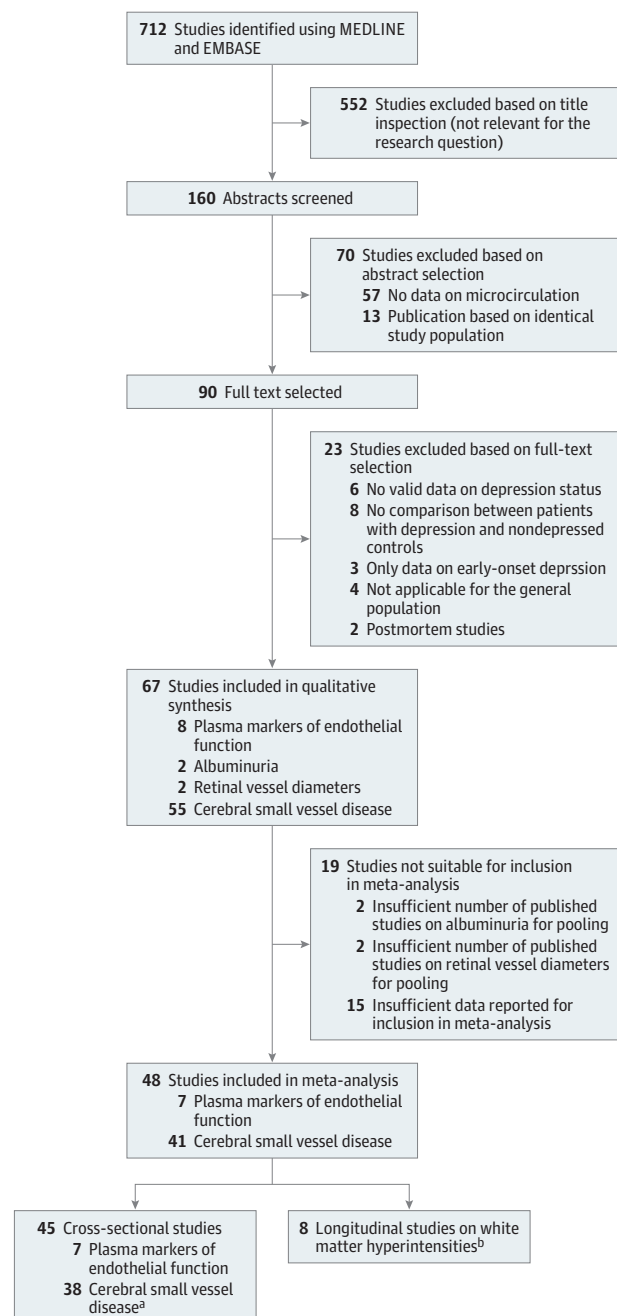 712 Studies identified using MEDLINE
and EMBASE
552 Studies excluded based on title
inspection (not relevant for the
research question)
160 Abstracts screened
70 Studies excluded based on
abstract selection
57 No data on microcirculation
13 Publication based on identical
study population
90 Full text selected
23 Studies excluded based on full-text
selection
6 No valid data on depression status
8 No comparison between patients
with depression and nondepressed
controls
3 Only data on early-onset deprssion
4 Not applicable for the general
population
2 Postmortem studies
67 Studies included in qualitative
synthesis
8 Plasma markers of endothelial
function
2 Albuminuria
2 Retinal vessel diameters
55 Cerebral small vessel disease
19 Studies not suitable for inclusion
in meta-analysis
2 Insufficient number of published
studies on albuminuria for pooling
2 Insufficient number of published
studies on retinal vessel diameters
for pooling
15 Insufficient data reported for
inclusion in meta-analysis
48 Studies included in meta-analysis
7 Plasma markers of endothelial
function
41 Cerebral small vessel disease
45 Cross-sectional studies
7 Plasma markers of
endothelial function
38 Cerebral small vessel
diseaseᵃ
8 Longitudinal studies on white
matter hyperintensitiesᵇ